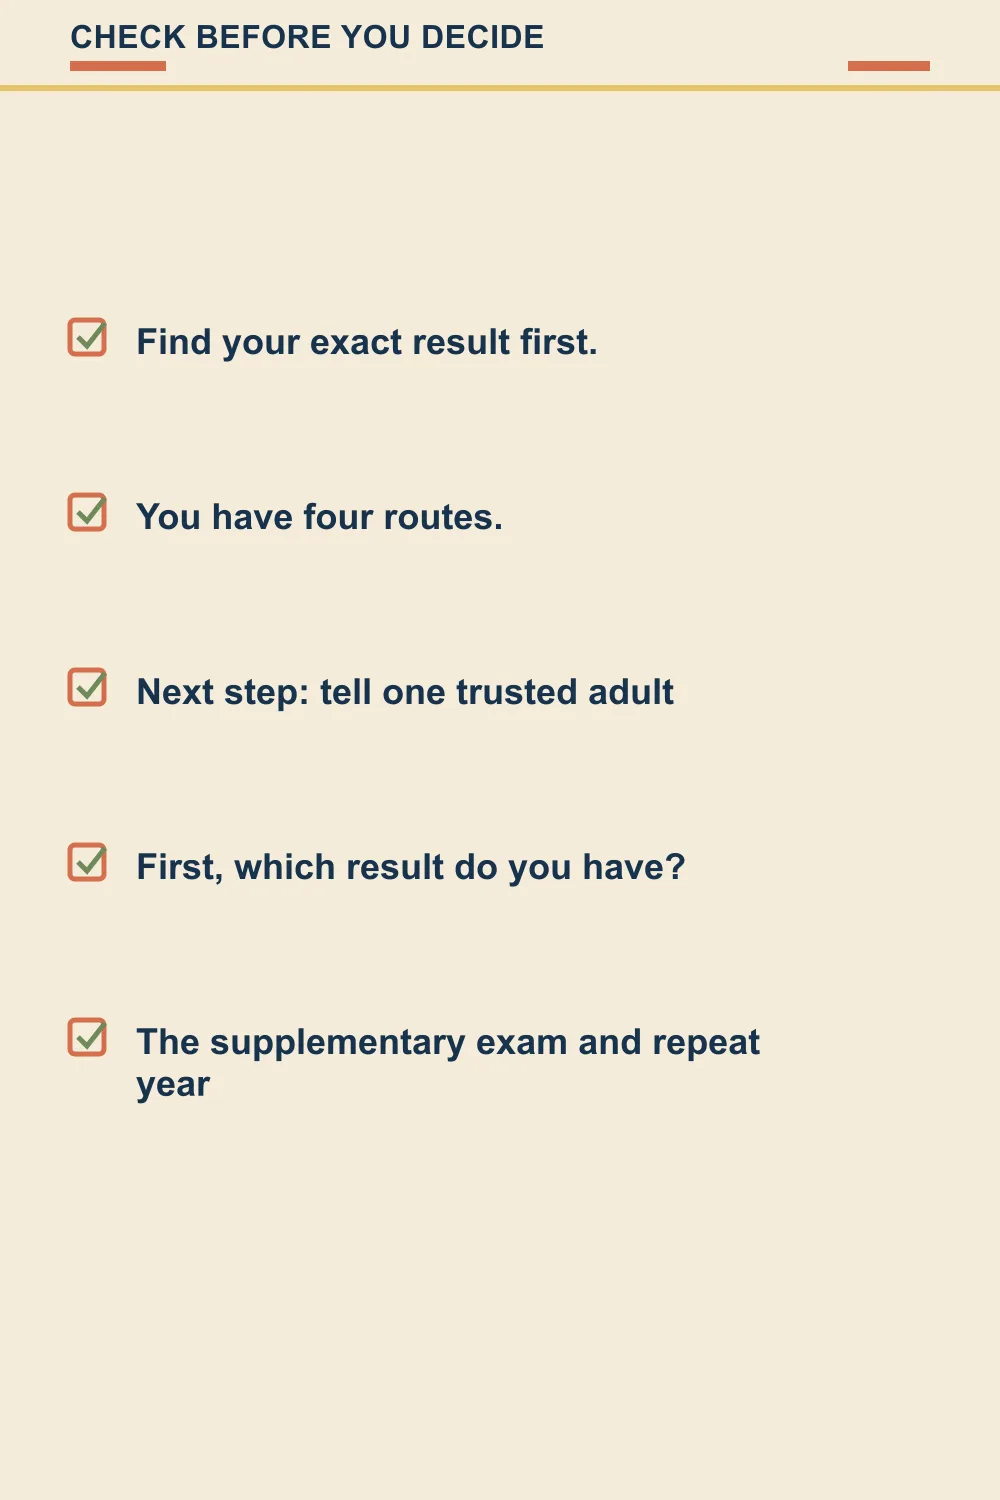 CHECK BEFORE YOU DECIDE
Find your exact result first.
You have four routes.
Next step: tell one trusted adult
First, which result do you have?
The supplementary exam and repeat
year